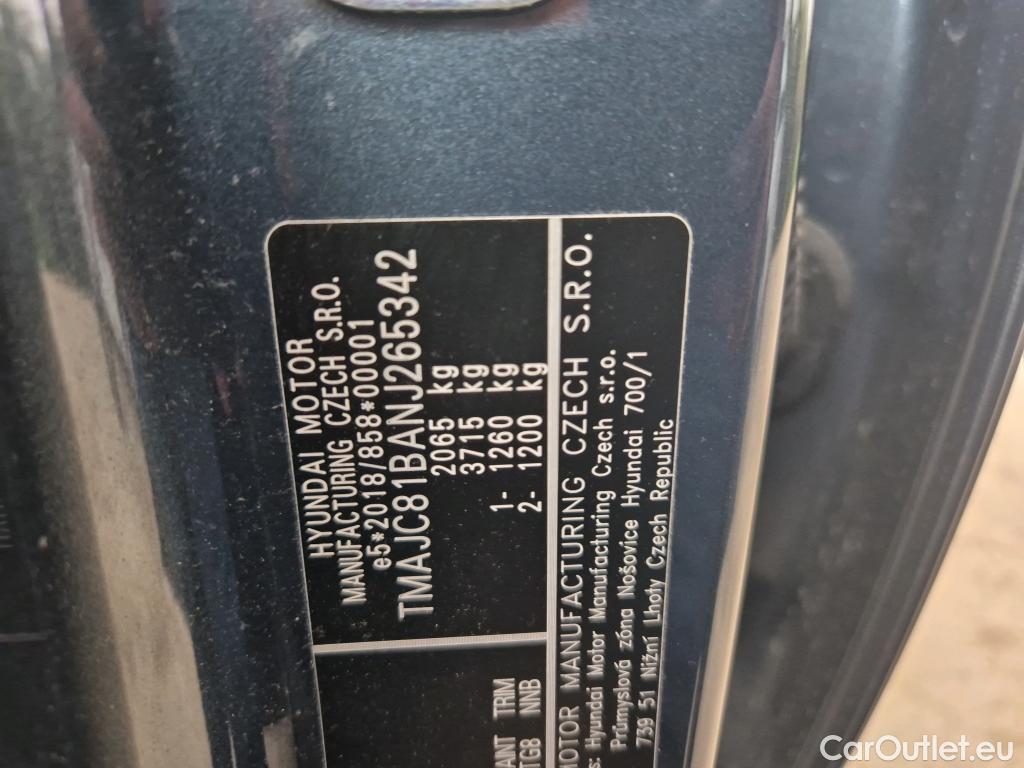 HYUNDAI MOTOR
MANUFACTURING CZECH S.R.O.
e5*2018/858*00001
TMAJC81BANJ265342
2065 kg
3715 kg
1- 1260 kg
2- 1200 kg
AINT TRIM
TGB NNB
MOTOR MANUFACTURING CZECH S.R.O.
s: Hyundai Motor Manufacturing Czech s.r.o.
Průmyslová zóna Nošovice Hyundai 700/1
739 51 Nižní Lhoty Czech Republic
CarOutlet.eu